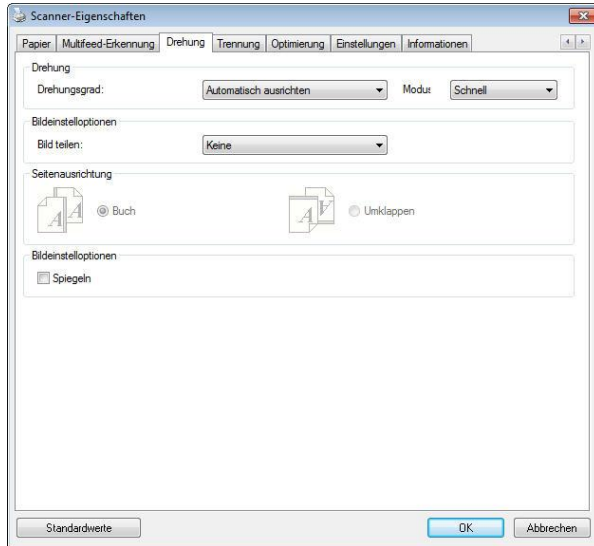 Scanner-Eigenschaften
Papier Multifeed-Erkennung Drehung Trennung Optimierung Einstellungen Informationen
Drehung
Drehungsgrad: Automatisch ausrichten Modus Schnell
Bildeinstelloptionen
Bild teilen: Keine
Seitenausrichtung
A A Buch A A Umklappen
Bildeinstelloptionen
Spiegeln
Standardwerte OK Abbrechen